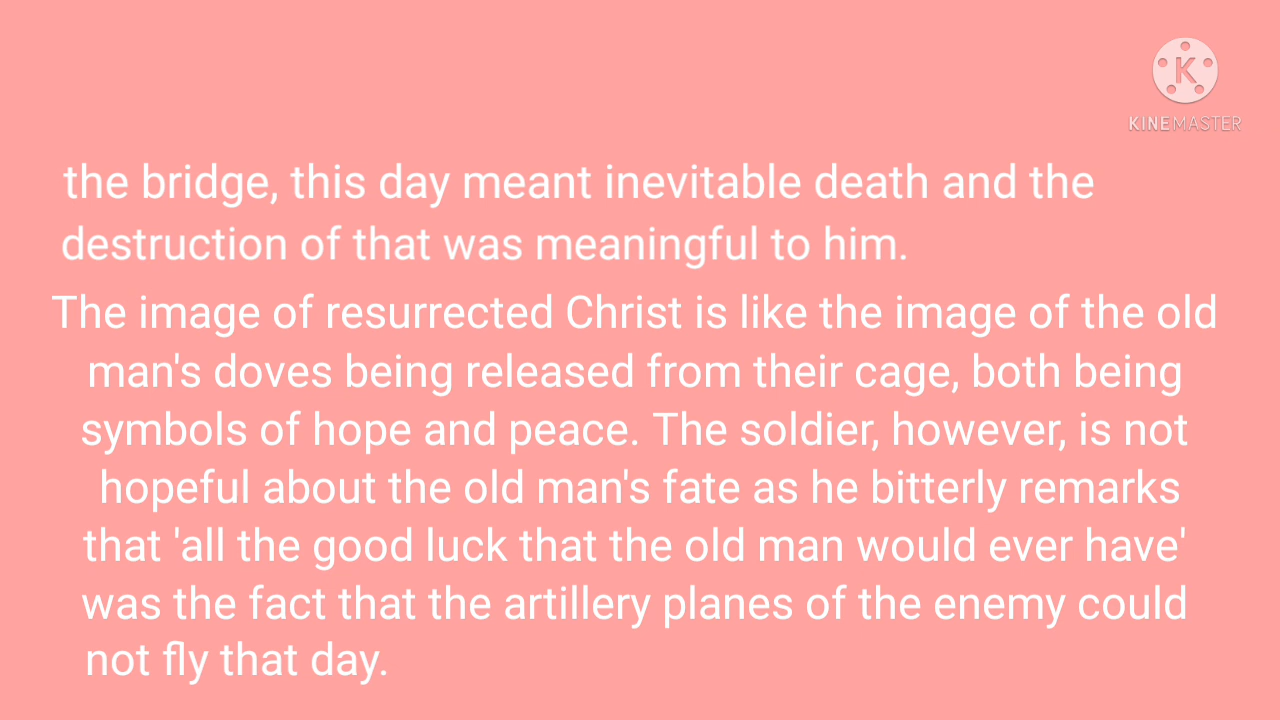 KINEMASTER
the bridge, this day meant inevitable death and the
destruction of that was meaningful to him.
The image of resurrected Christ is like the image of the old
man's doves being released from their cage, both being
symbols of hope and peace. The soldier, however, is not
hopeful about the old man's fate as he bitterly remarks
that 'all the good luck that the old man would ever have'
was the fact that the artillery planes of the enemy could
not fly that day.